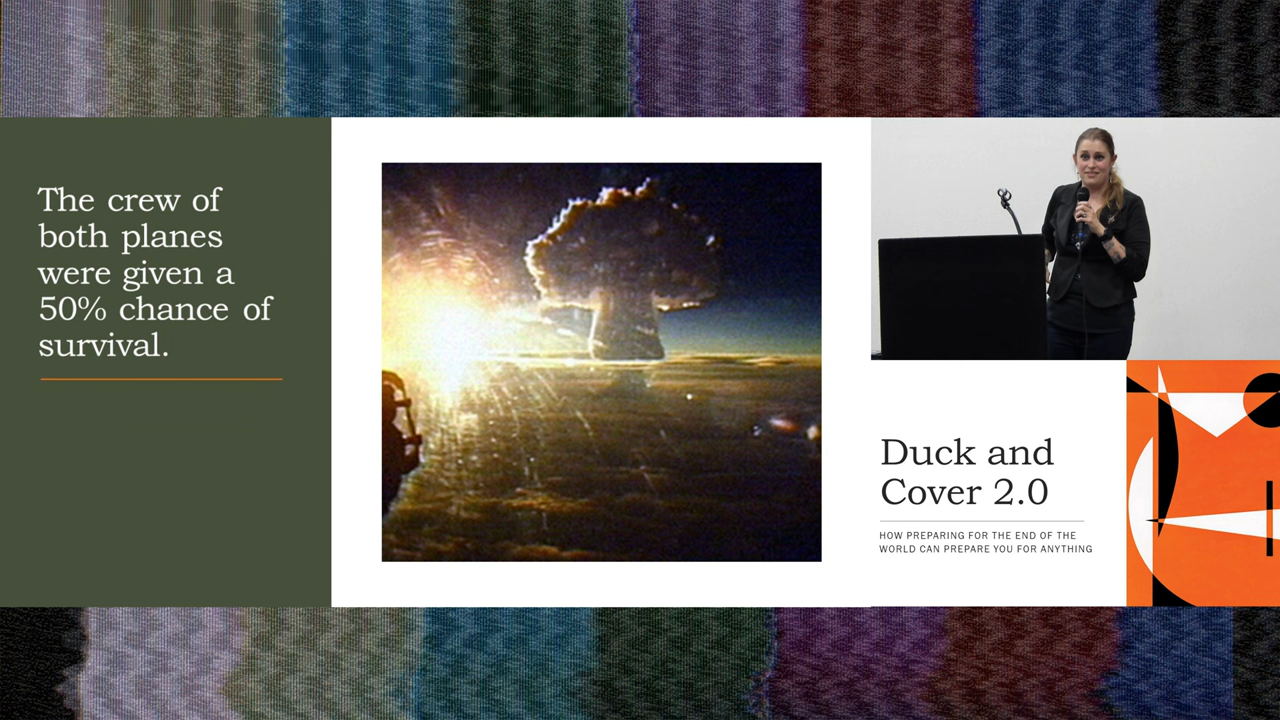 The crew of
both planes
were given a
50% chance of
survival.
Duck and
Cover 2.0
HOW PREPARING FOR THE END OF THE
WORLD CAN PREPARE YOU FOR ANYTHING